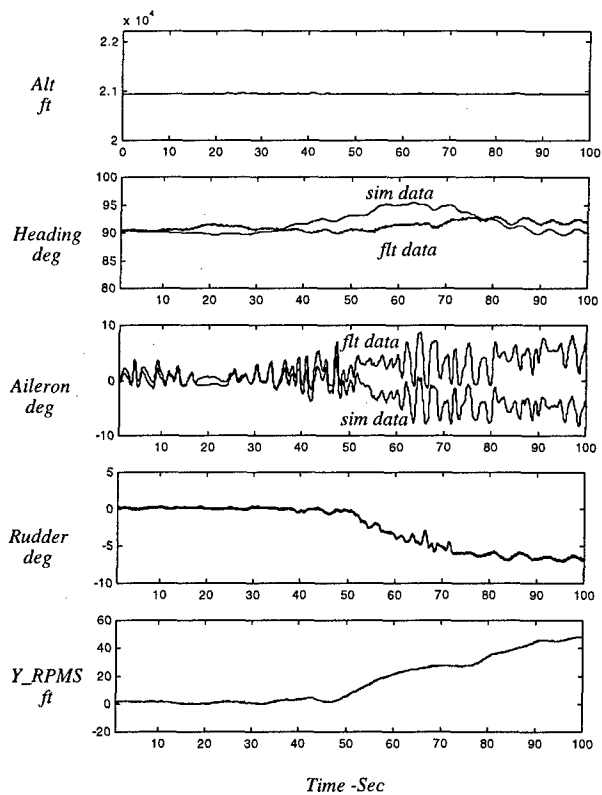 x 10⁴
2.2
2.1
2
Alt
ft
0 10 20 30 40 50 60 70 80 90 100
100
95
90
85
80
Heading
deg
sim data
flt data
10 20 30 40 50 60 70 80 90 100
10
0
-10
Aileron
deg
flt data
sim data
10 20 30 40 50 60 70 80 90 100
5
0
-5
-10
Rudder
deg
10 20 30 40 50 60 70 80 90 100
60
40
20
0
-20
Y_RPMS
ft
10 20 30 40 50 60 70 80 90 100
Time -Sec